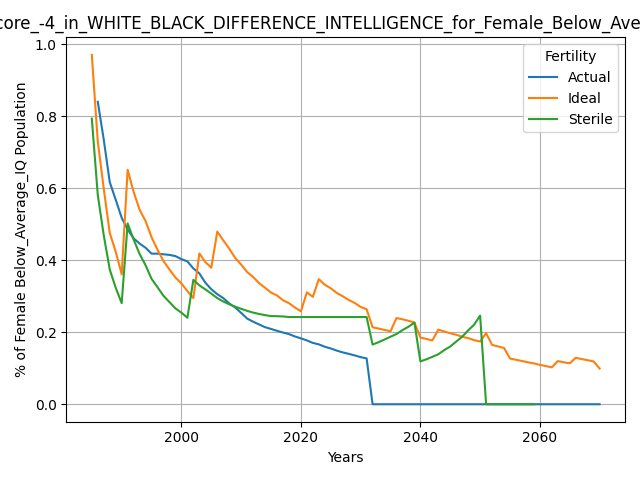 core_-4_in_WHITE_BLACK_DIFFERENCE_INTELLIGENCE_for_Female_Below_Ave
Fertility
Actual
Ideal
Sterile
% of Female Below_Average_IQ Population
1.0
0.8
0.6
0.4
0.2
0.0
2000
2020
2040
2060
Years